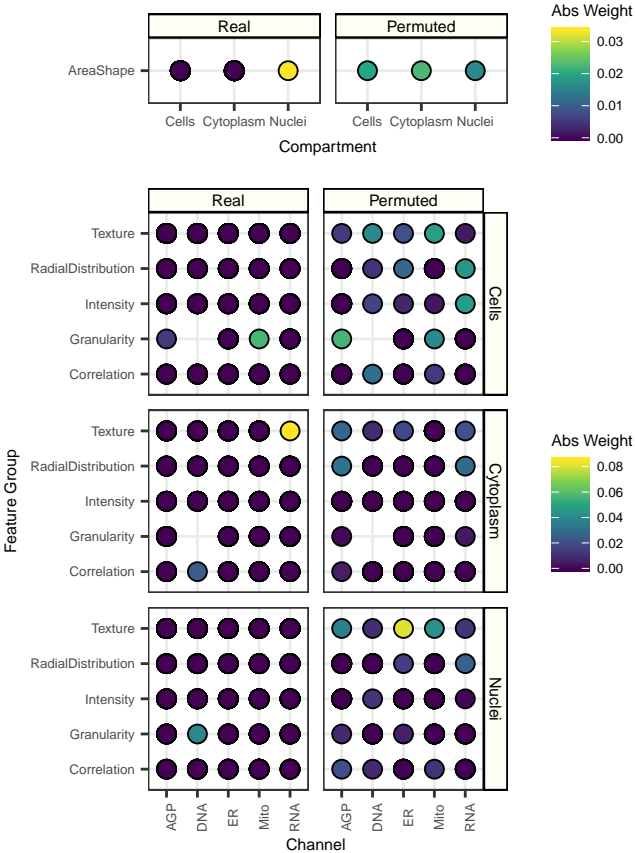 Real Permuted
AreaShape
Cells Cytoplasm Nuclei Cells Cytoplasm Nuclei
Compartment
Abs Weight
0.03
0.02
0.01
0.00
Real Permuted
Feature Group
Texture
RadialDistribution
Intensity
Granularity
Correlation
Cells
Texture
RadialDistribution
Intensity
Granularity
Correlation
Cytoplasm
Texture
RadialDistribution
Intensity
Granularity
Correlation
Nuclei
AGP DNA ER Mito RNA AGP DNA ER Mito RNA
Channel
Abs Weight
0.08
0.06
0.04
0.02
0.00